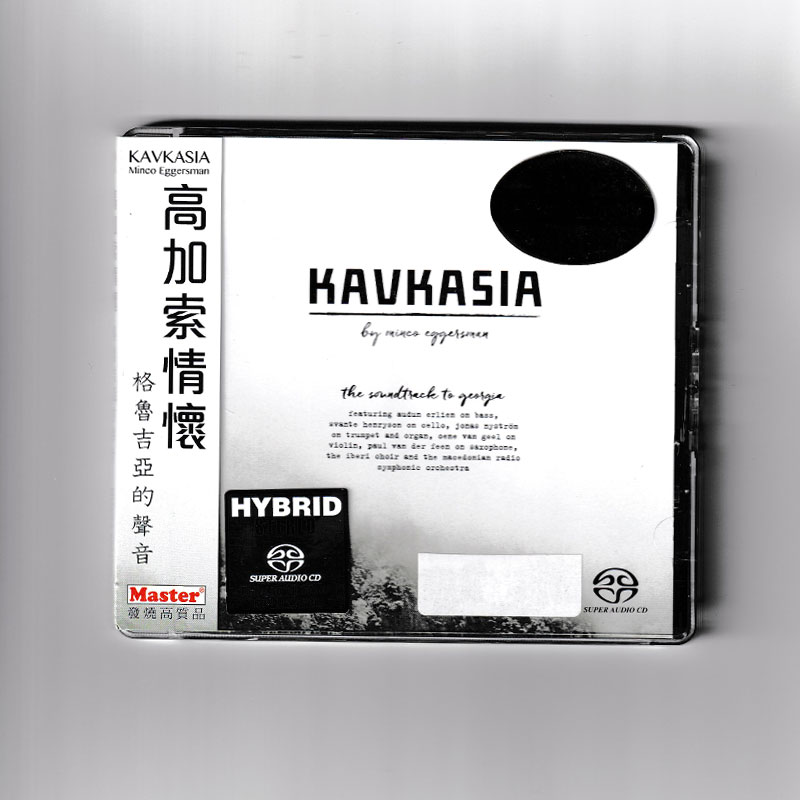 KAVKASIA
Minco Eggersman
高加索情懷
格魯吉亞的聲音
Master®
發燒高質品
KAVKASIA
by minco eggersman
the soundtrack to georgia
featuring audun erlien on bass,
svante henryson on cello, jonas nyström
on trumpet and organ, oene van geel on
violin, paul van der feen on saxophone,
the iberi choir and the macedonian radio
symphonic orchestra
HYBRID
SUPER AUDIO CD
SUPER AUDIO CD